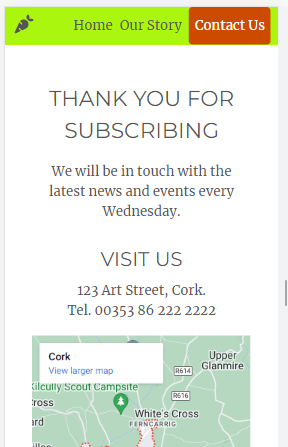 Home Our Story Contact Us
THANK YOU FOR
SUBSCRIBING
We will be in touch with the
latest news and events every
Wednesday.
VISIT US
123 Art Street, Cork.
Tel. 00353 86 222 2222
Cork
View larger map
R614
Upper
Glanmire
Kilcully Scout Campsite
R616
ross
White's Cross
FERNCARRIG
Cross